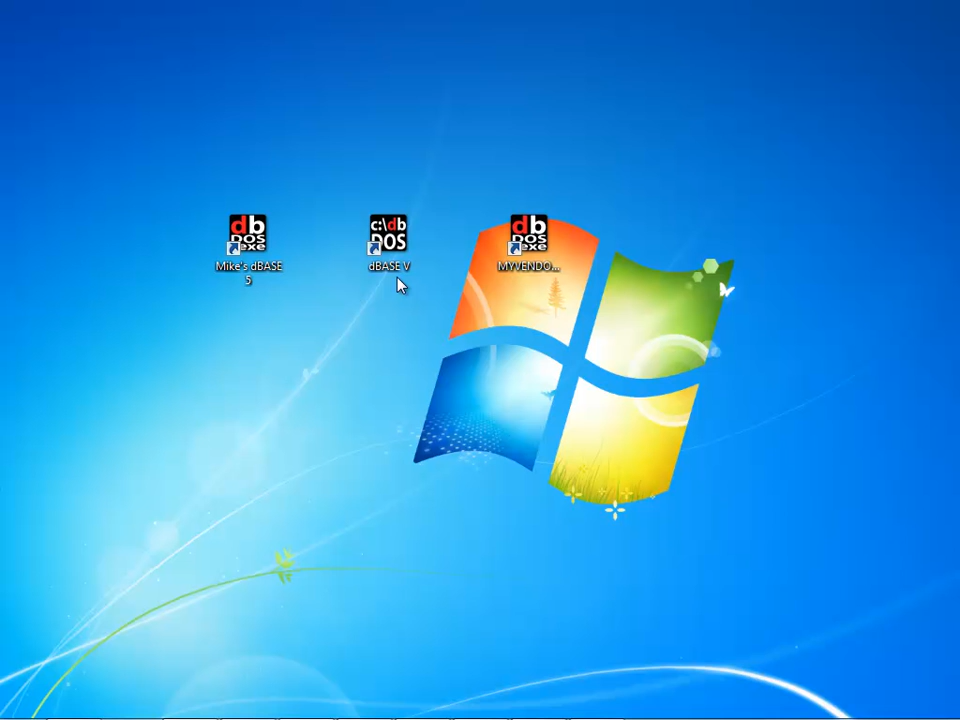 db
DOS
exe
Mike's dBASE
5
c:\db
DOS
dBASE V
db
DOS
exe
MYVENDO...